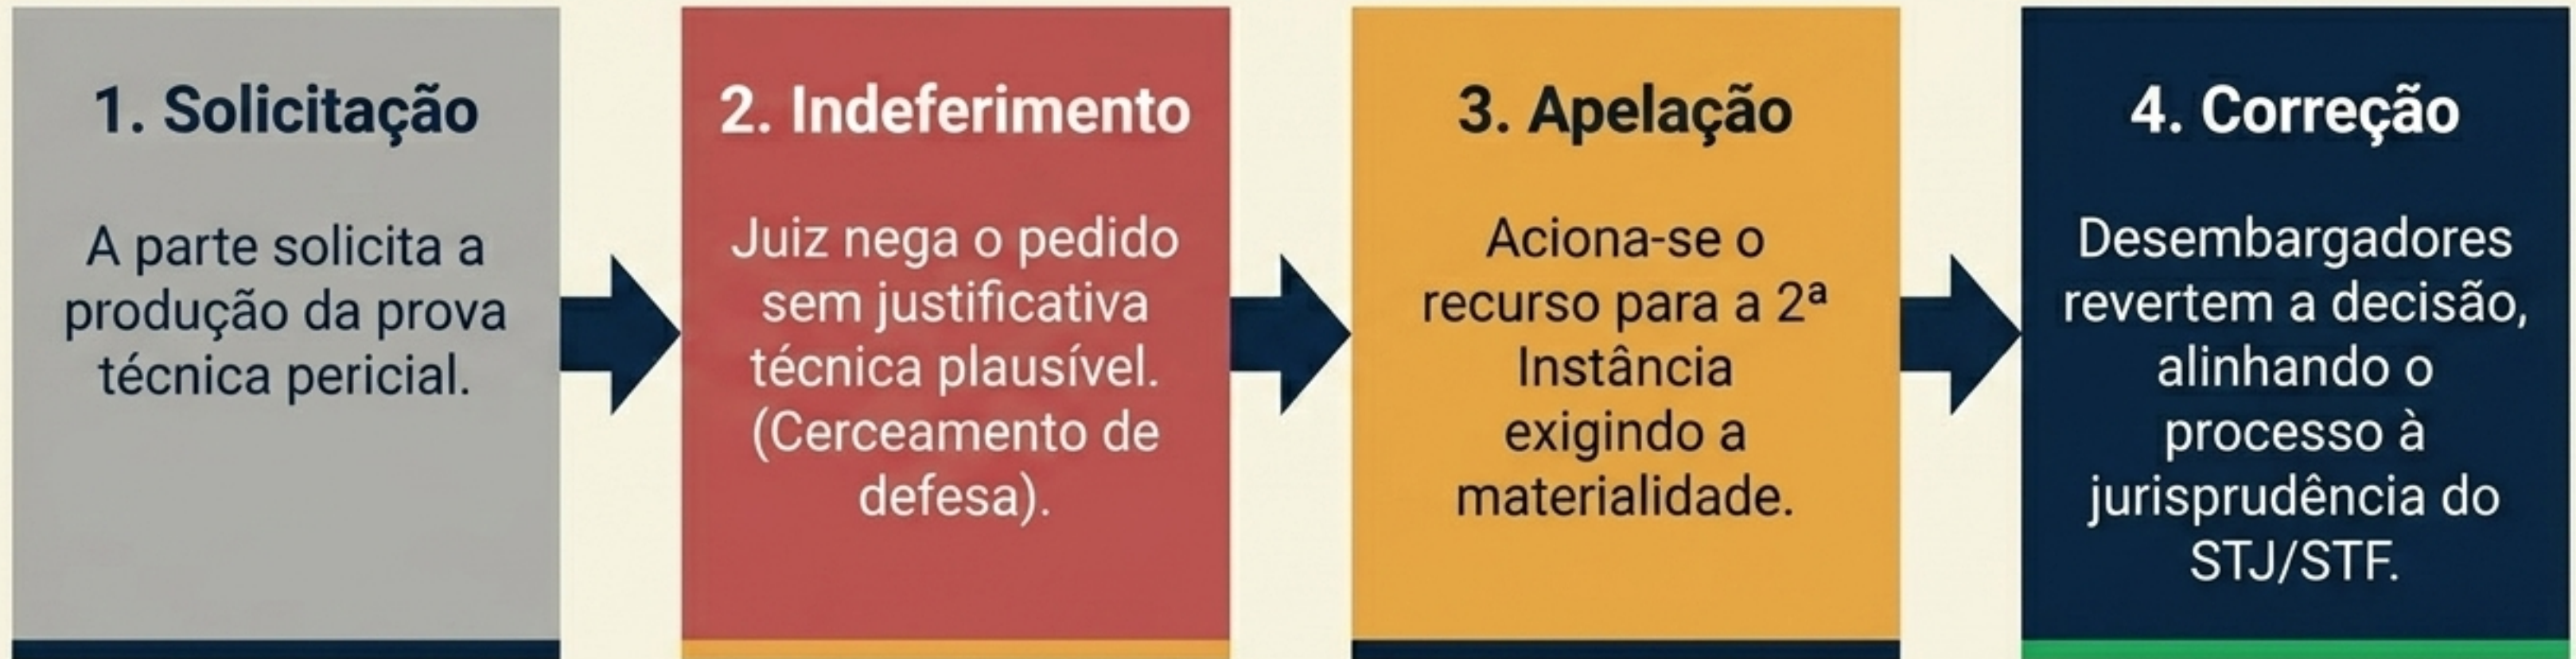 1. Solicitação
A parte solicita a
produção da prova
técnica pericial.
2. Indeferimento
Juiz nega o pedido
sem justificativa
técnica plausível.
(Cerceamento de
defesa).
3. Apelação
Aciona-se o
recurso para a 2ª
Instância
exigindo a
materialidade.
4. Correção
Desembargadores
revertem a decisão,
alinhando o
processo à
jurisprudência do
STJ/STF.